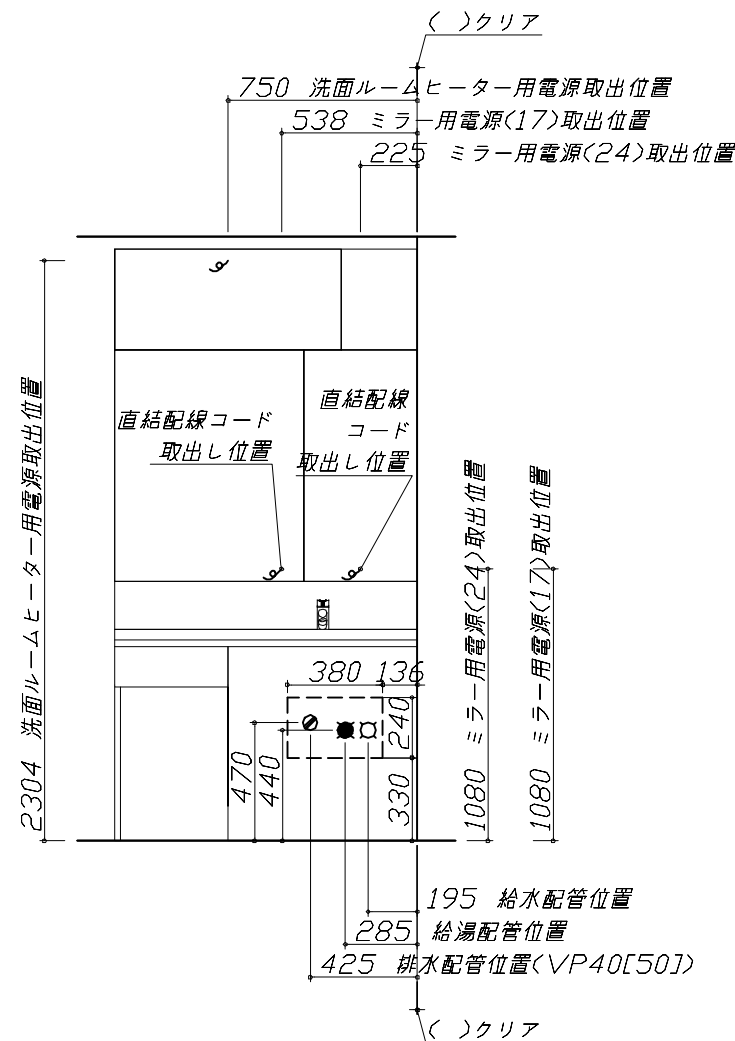 ( )クリア
750 洗面ルームヒーター用電源取出位置
538 ミラー用電源(17)取出位置
225 ミラー用電源(24)取出位置
2304 洗面ルームヒーター用電源取出位置
直結配線コード
取出し位置
直結配線
コード
取出し位置
1080 ミラー用電源(24)取出位置
1080 ミラー用電源(17)取出位置
380
136
240
470
440
330
195 給水配管位置
285 給湯配管位置
425 排水配管位置(VP40[50])
( )クリア